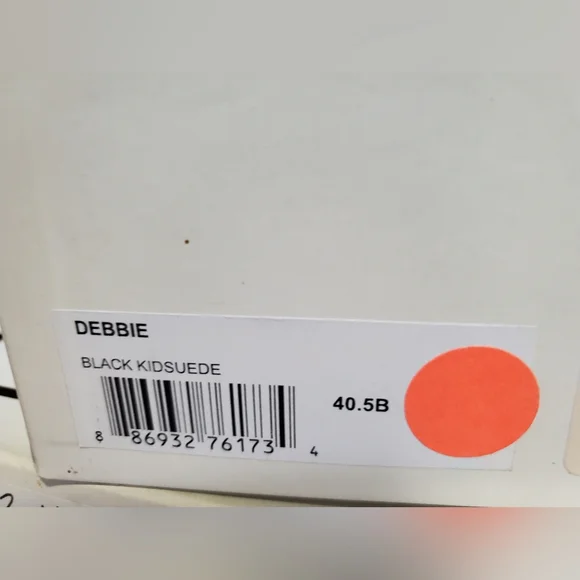 DEBBIE
BLACK KIDSUEDE
40.5B
8 86932 76173 4